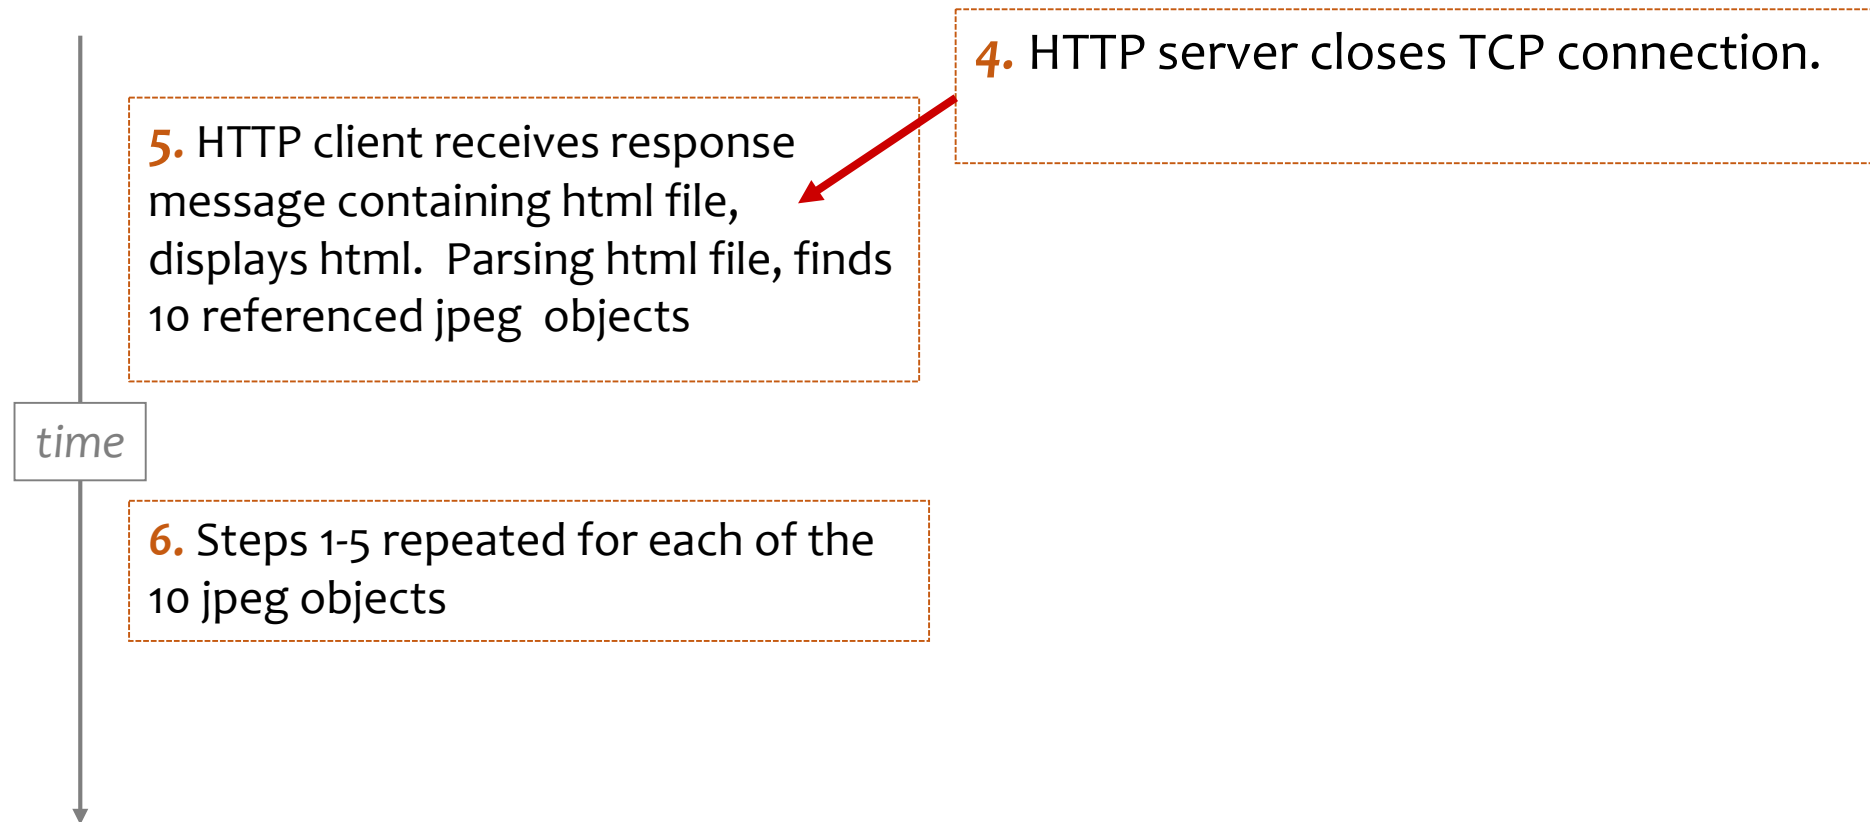 4. HTTP server closes TCP connection.
5. HTTP client receives response
message containing html file,
displays html.  Parsing html file, finds
10 referenced jpeg  objects
time
6. Steps 1-5 repeated for each of the
10 jpeg objects